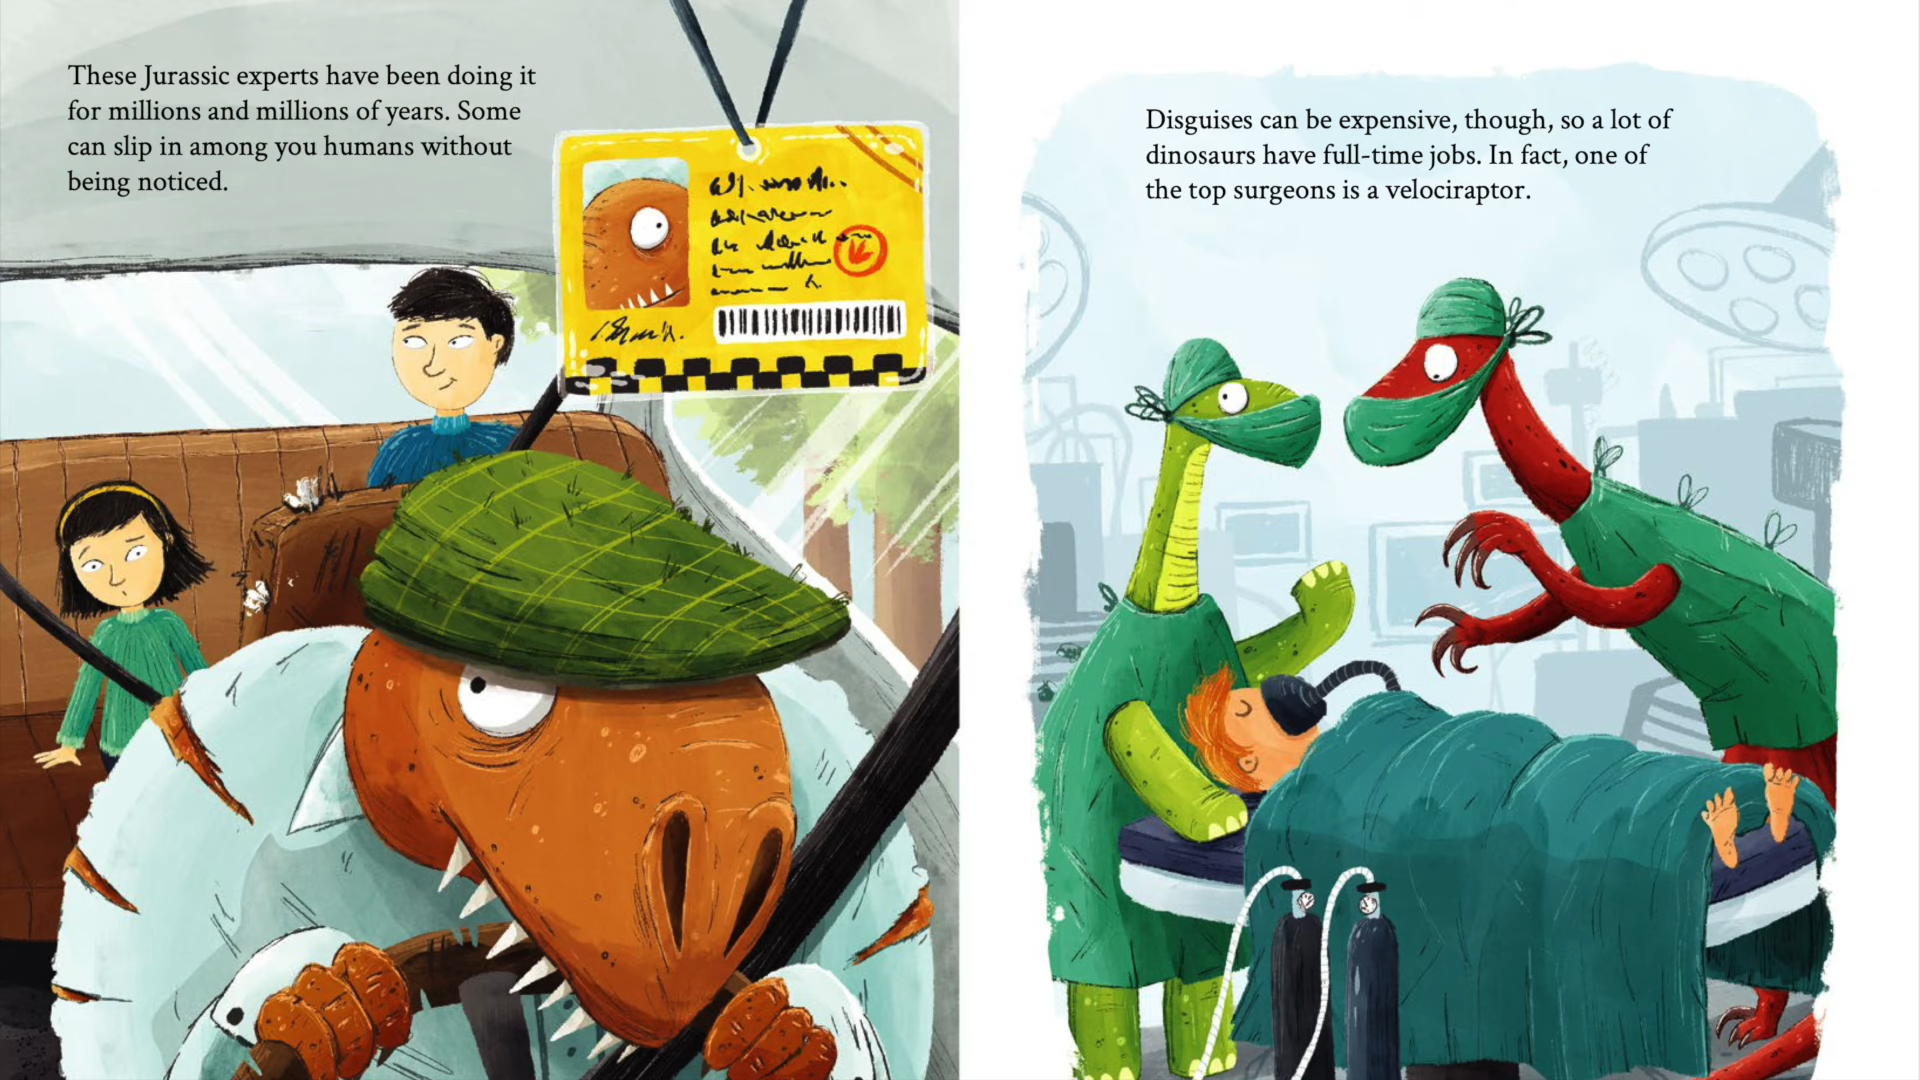 These Jurassic experts have been doing it
for millions and millions of years. Some
can slip in among you humans without
being noticed.
Disguises can be expensive, though, so a lot of
dinosaurs have full-time jobs. In fact, one of
the top surgeons is a velociraptor.